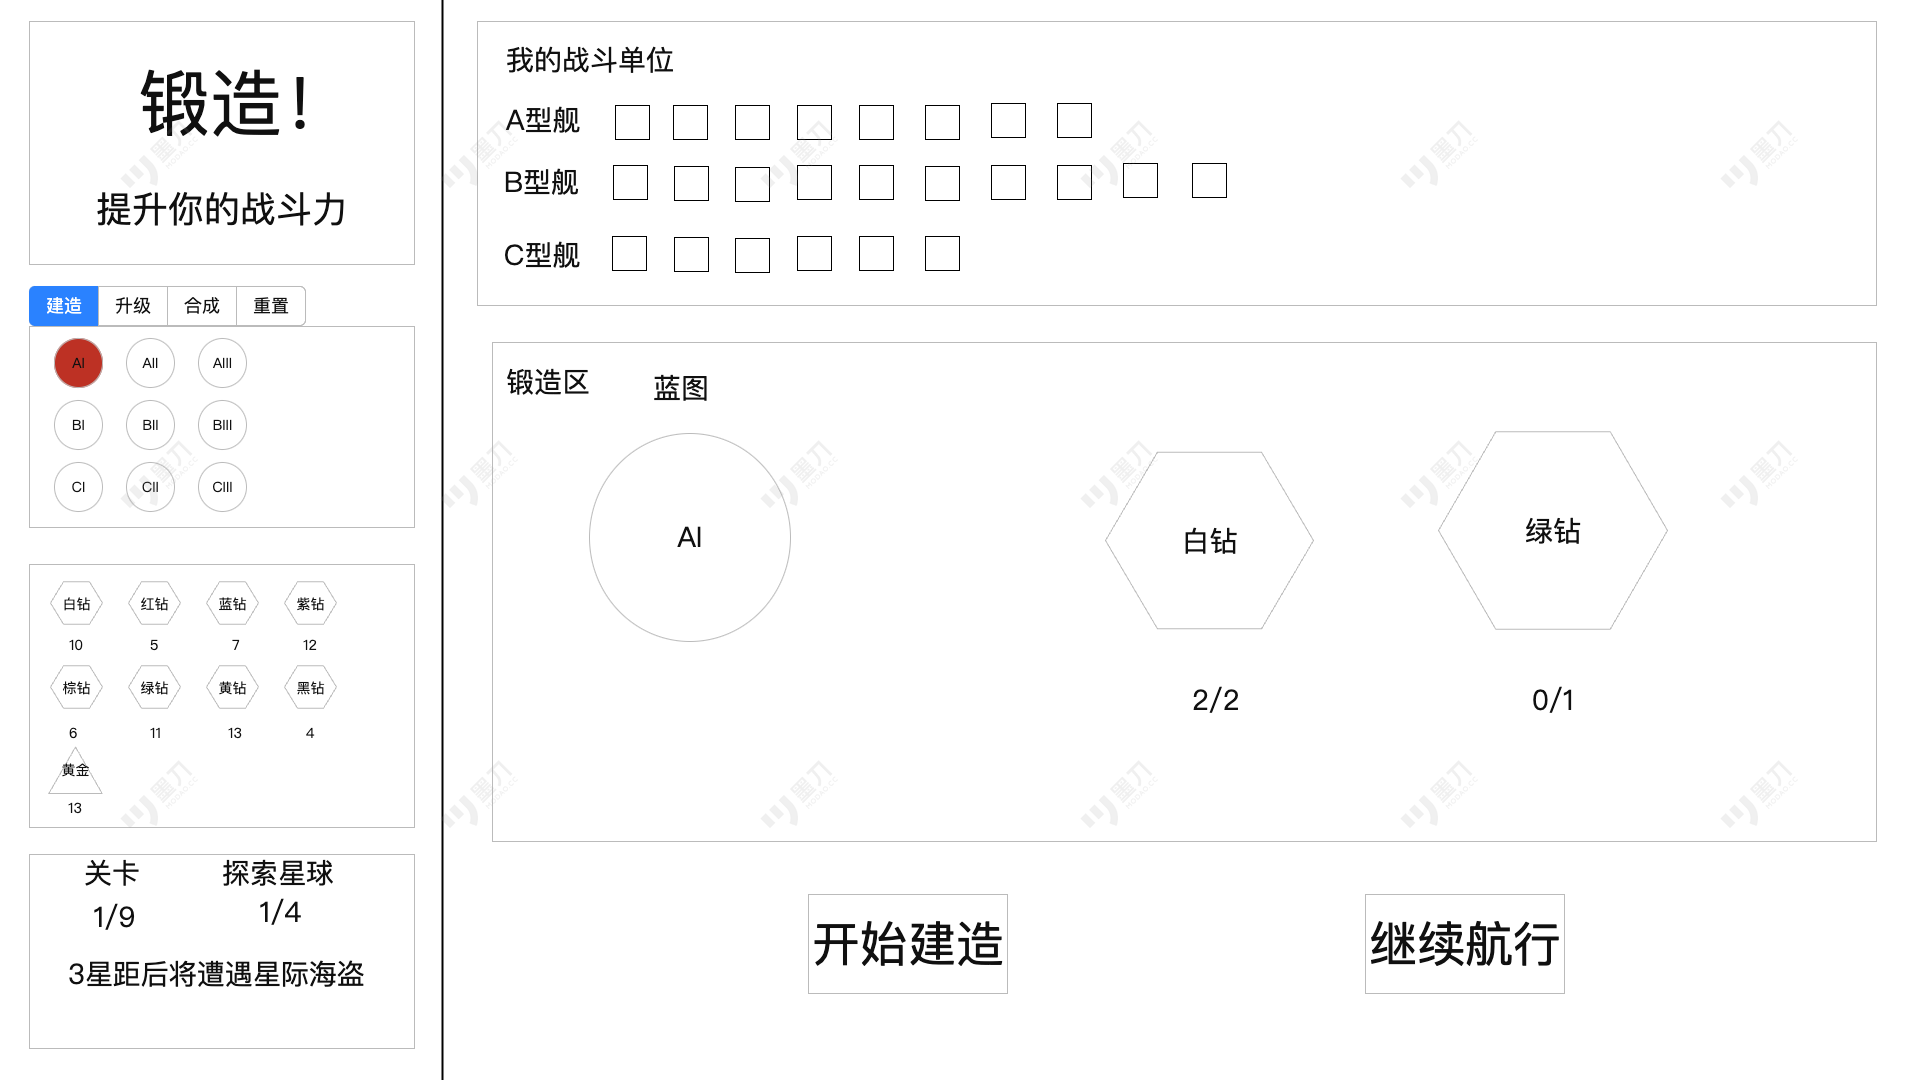 锻造！
提升你的战斗力
建造 升级 合成 重置
AI AII AIII
BI BII BIII
CI CII CIII
白钻 红钻 蓝钻 紫钻
10 5 7 12
棕钻 绿钻 黄钻 黑钻
6 11 13 4
黄金
13
关卡 探索星球
1/9 1/4
3星距后将遭遇星际海盗
我的战斗单位
A型舰
B型舰
C型舰
锻造区 蓝图
AI 白钻 绿钻
2/2 0/1
开始建造 继续航行
墨刀
MODAO.CC